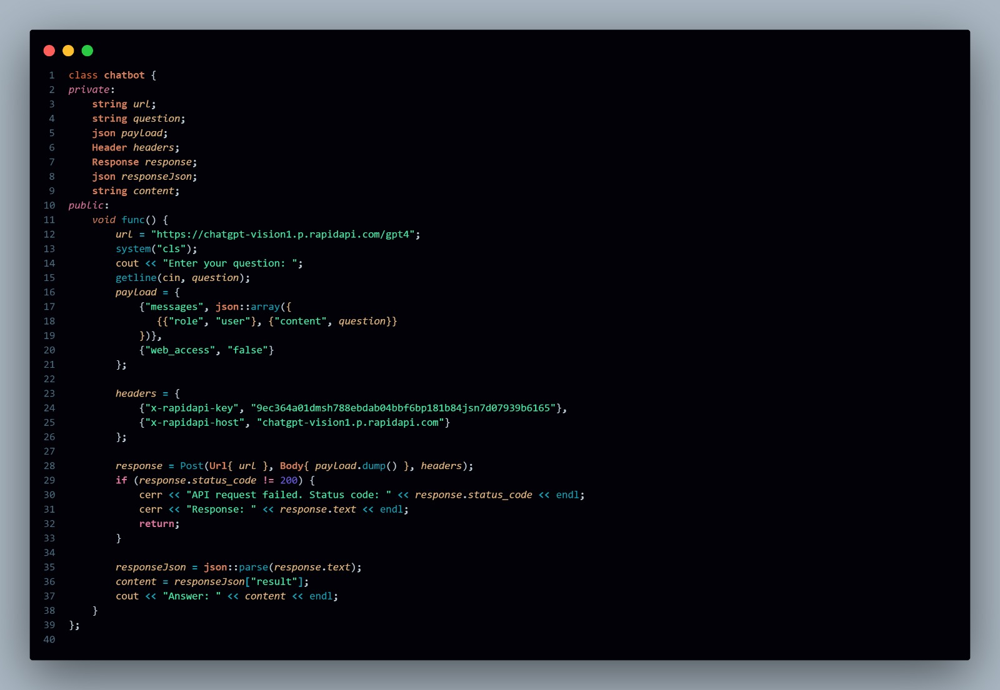 1 class chatbot {
2 private:
3     string url;
4     string question;
5     json payload;
6     Header headers;
7     Response response;
8     json responseJson;
9     string content;
10 public:
11     void func() {
12         url = "https://chatgpt-vision1.p.rapidapi.com/gpt4";
13         system("cls");
14         cout << "Enter your question: ";
15         getline(cin, question);
16         payload = {
17             {"messages", json::array({
18                {{"role", "user"}, {"content", question}}
19             })},
20             {"web_access", "false"}
21         };
22
23         headers = {
24             {"x-rapidapi-key", "9ec364a01dmsh788ebdab04bbf6bp181b84jsn7d07939b6165"},
25             {"x-rapidapi-host", "chatgpt-vision1.p.rapidapi.com"}
26         };
27
28         response = Post(Url{ url }, Body{ payload.dump() }, headers);
29         if (response.status_code != 200) {
30             cerr << "API request failed. Status code: " << response.status_code << endl;
31             cerr << "Response: " << response.text << endl;
32             return;
33         }
34
35         responseJson = json::parse(response.text);
36         content = responseJson["result"];
37         cout << "Answer: " << content << endl;
38     }
39 };
40